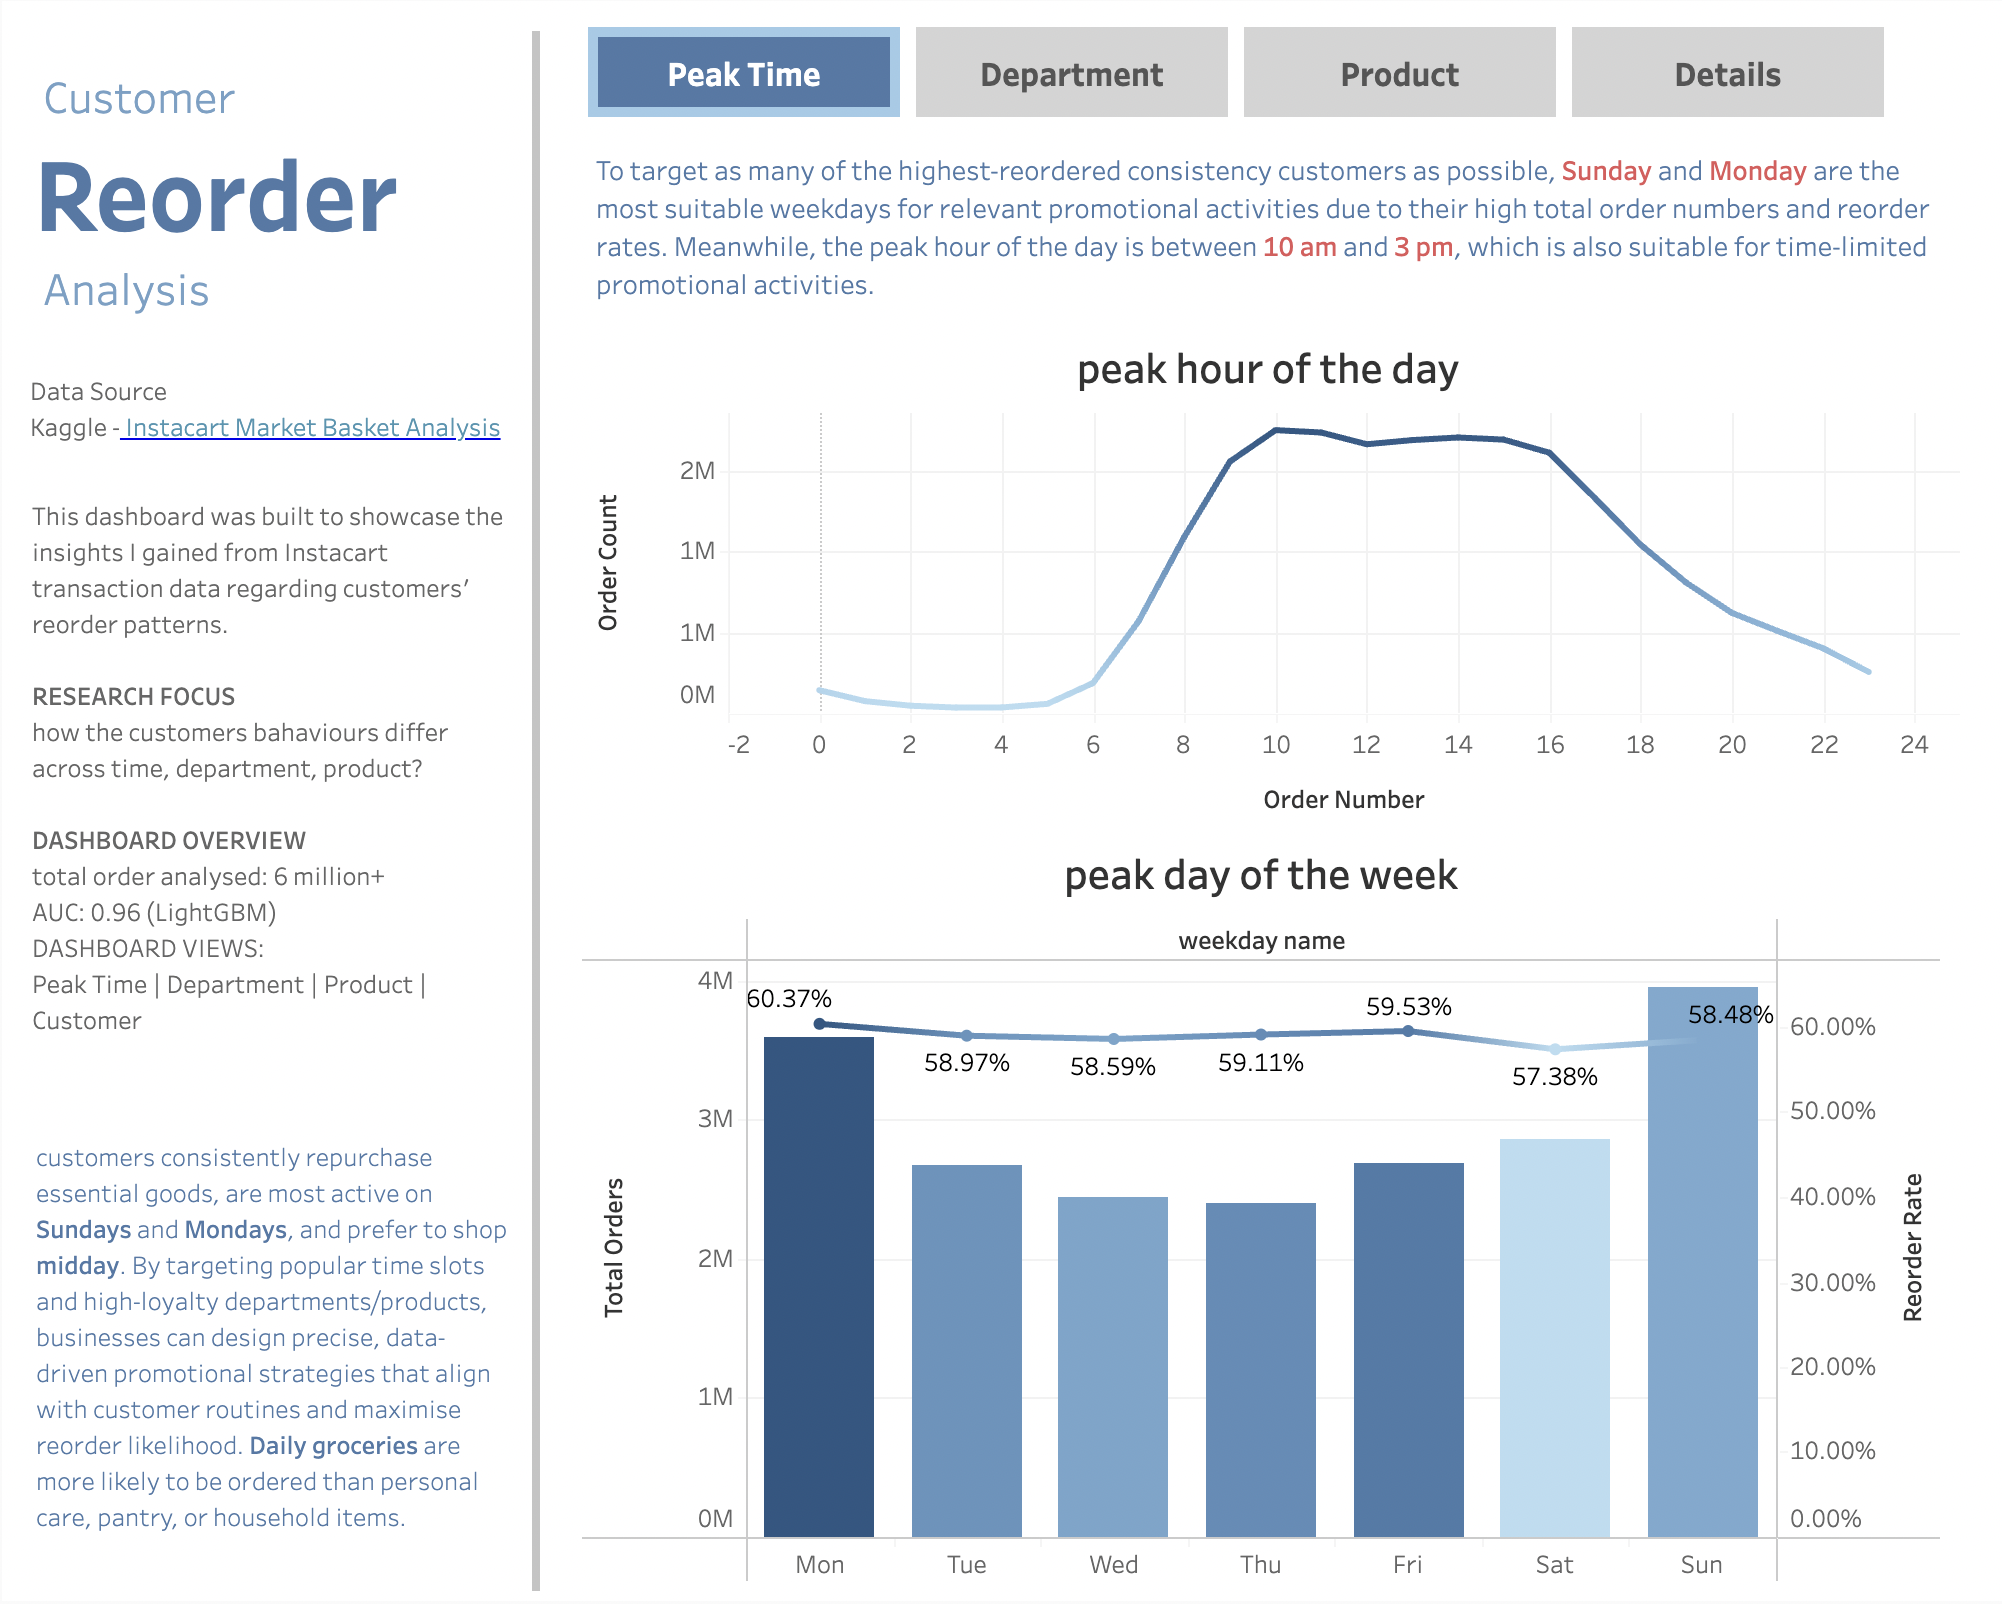 Customer
Reorder
Analysis
Data Source
Kaggle - Instacart Market Basket Analysis
This dashboard was built to showcase the
insights I gained from Instacart
transaction data regarding customers’
reorder patterns.
RESEARCH FOCUS
how the customers bahaviours differ
across time, department, product?
DASHBOARD OVERVIEW
total order analysed: 6 million+
AUC: 0.96 (LightGBM)
DASHBOARD VIEWS:
Peak Time | Department | Product |
Customer
customers consistently repurchase
essential goods, are most active on
Sundays and Mondays, and prefer to shop
midday. By targeting popular time slots
and high-loyalty departments/products,
businesses can design precise, data-
driven promotional strategies that align
with customer routines and maximise
reorder likelihood. Daily groceries are
more likely to be ordered than personal
care, pantry, or household items.
Peak Time Department Product Details
To target as many of the highest-reordered consistency customers as possible, Sunday and Monday are the
most suitable weekdays for relevant promotional activities due to their high total order numbers and reorder
rates. Meanwhile, the peak hour of the day is between 10 am and 3 pm, which is also suitable for time-limited
promotional activities.
peak hour of the day
Order Count
2M
1M
1M
0M
-2 0 2 4 6 8 10 12 14 16 18 20 22 24
Order Number
peak day of the week
weekday name
Total Orders
4M
3M
2M
1M
0M
60.37%
58.97%
58.59%
59.11%
59.53%
57.38%
58.48%
60.00%
50.00%
40.00%
30.00%
20.00%
10.00%
0.00%
Reorder Rate
Mon Tue Wed Thu Fri Sat Sun